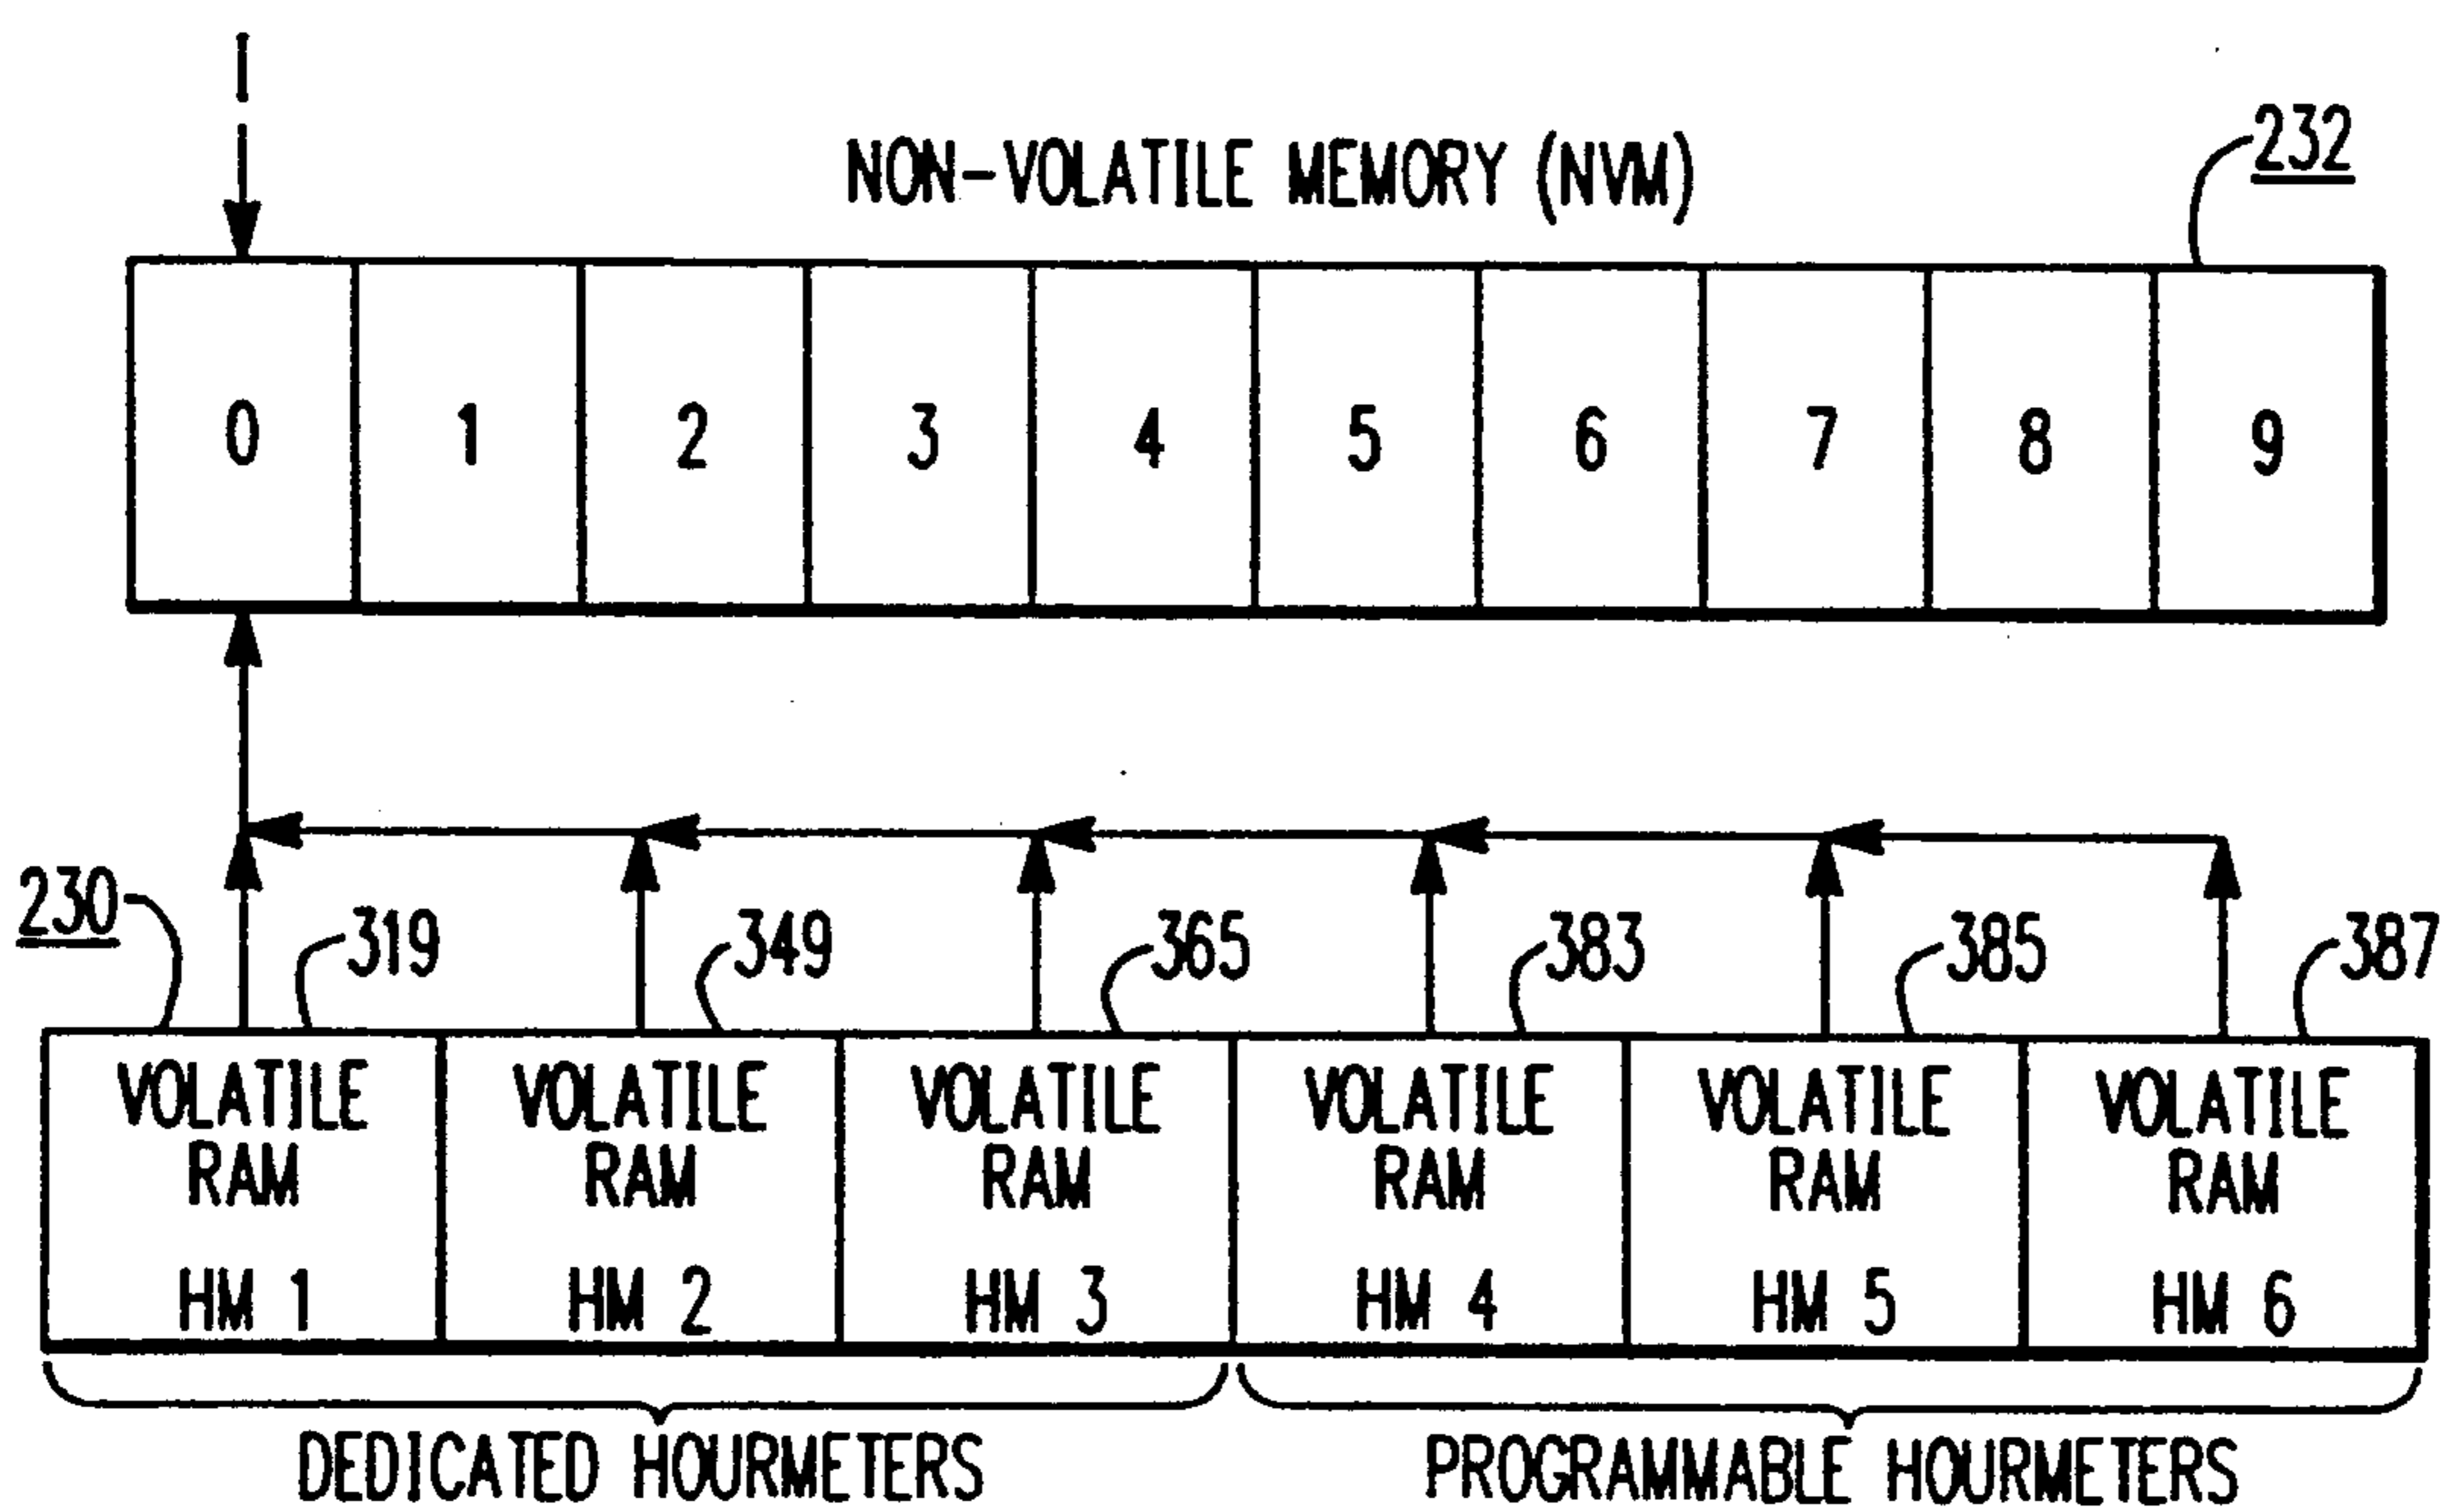 NON-VOLATILE MEMORY (NVM)
232
0 1 2 3 4 5 6 7 8 9
230 319 349 365 383 385 387
VOLATILE RAM HM 1
VOLATILE RAM HM 2
VOLATILE RAM HM 3
VOLATILE RAM HM 4
VOLATILE RAM HM 5
VOLATILE RAM HM 6
DEDICATED HOURMETERS
PROGRAMMABLE HOURMETERS